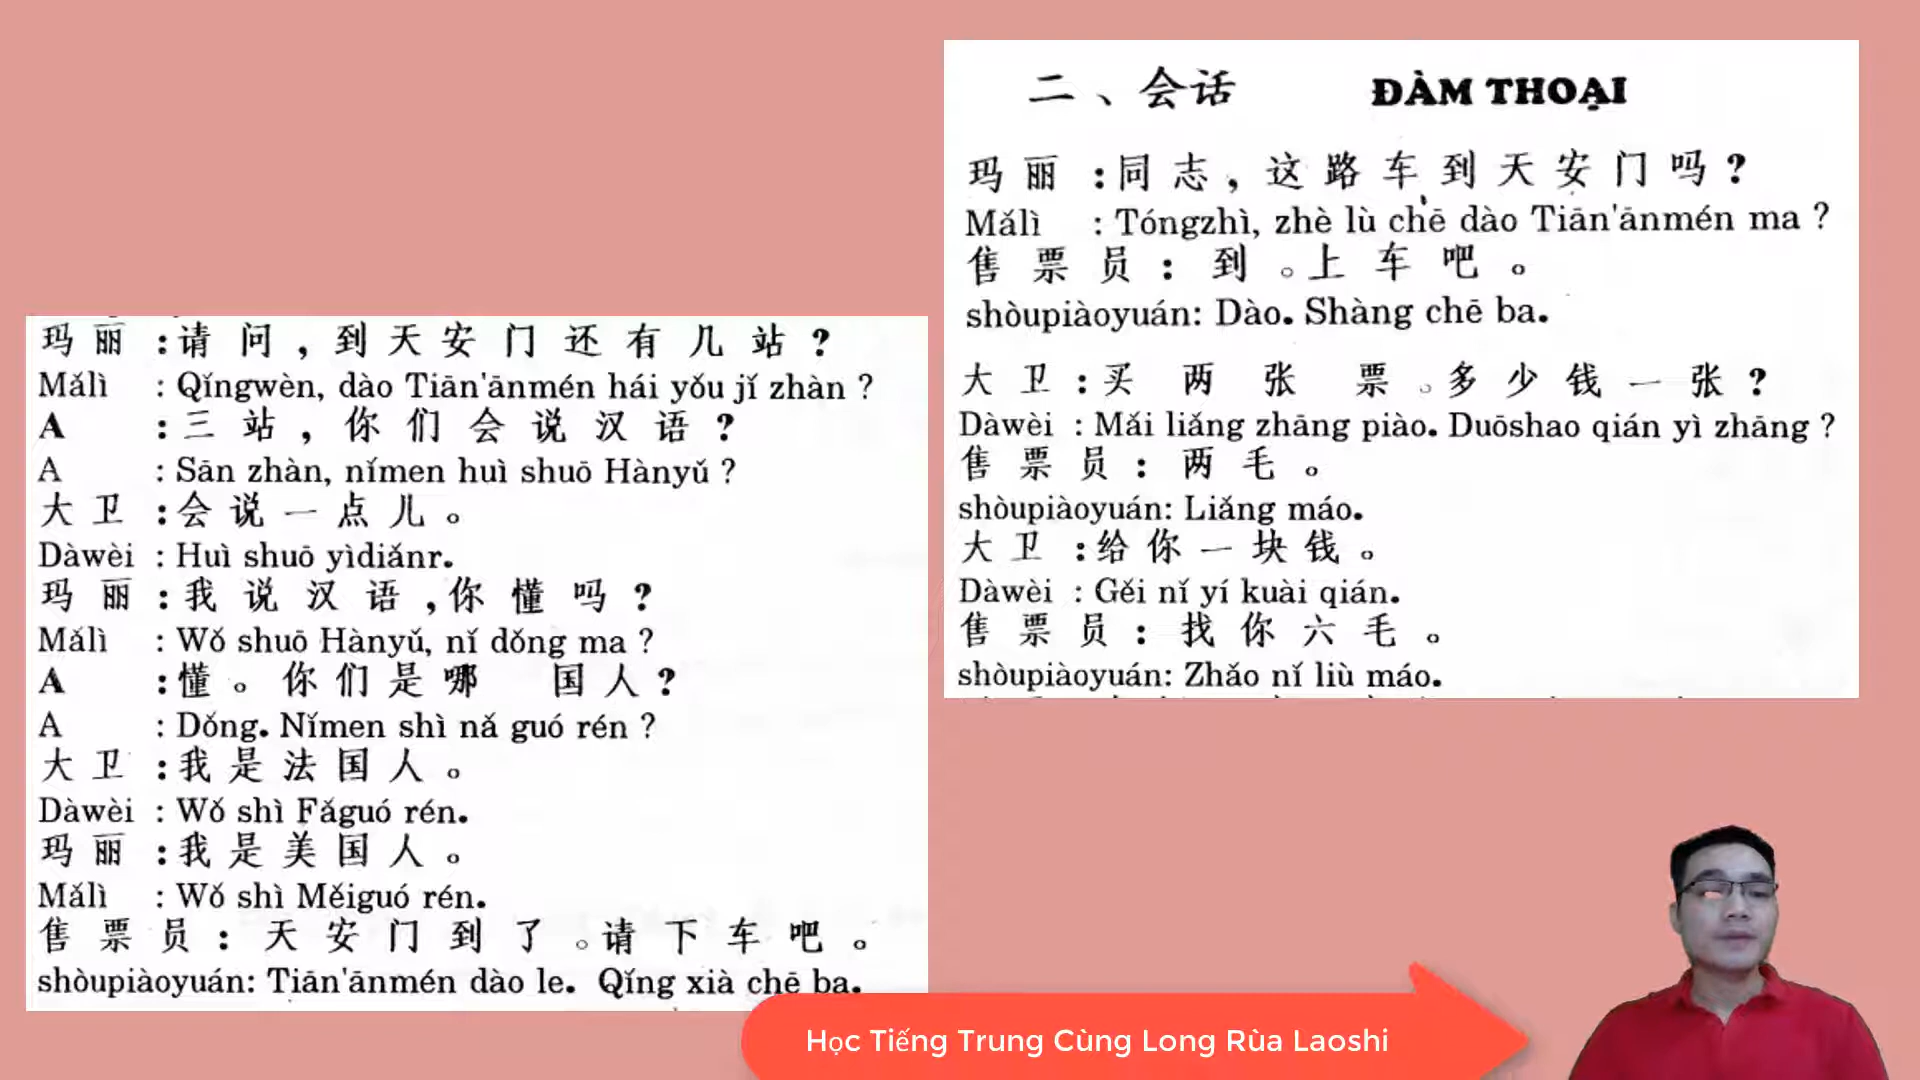 二、会话 ĐÀM THOẠI
玛丽:同志,这路车到天安门吗?
Mǎlì : Tóngzhì, zhè lù chē dào Tiān'ānmén ma ?
售票员:到。上车吧。
shòupiàoyuán: Dào. Shàng chē ba.
大卫:买两张票。多少钱一张?
Dàwèi : Mǎi liǎng zhāng piào. Duōshao qián yì zhāng ?
售票员:两毛。
shòupiàoyuán: Liǎng máo.
大卫:给你一块钱。
Dàwèi : Gěi nǐ yí kuài qián.
售票员:找你六毛。
shòupiàoyuán: Zhǎo nǐ liù máo.
玛丽:请问,到天安门还有几站?
Mǎlì : Qǐngwèn, dào Tiān'ānmén hái yǒu jǐ zhàn ?
A :三站,你们会说汉语?
A : Sān zhàn, nǐmen huì shuō Hànyǔ ?
大卫:会说一点儿。
Dàwèi : Huì shuō yìdiǎnr.
玛丽:我说汉语,你懂吗?
Mǎlì : Wǒ shuō Hànyǔ, nǐ dǒng ma ?
A :懂。你们是哪国人?
A : Dǒng. Nǐmen shì nǎ guó rén ?
大卫:我是法国人。
Dàwèi : Wǒ shì Fǎguó rén.
玛丽:我是美国人。
Mǎlì : Wǒ shì Měiguó rén.
售票员:天安门到了。请下车吧。
shòupiàoyuán: Tiān'ānmén dào le. Qǐng xià chē ba.
Học Tiếng Trung Cùng Long Rùa Laoshi